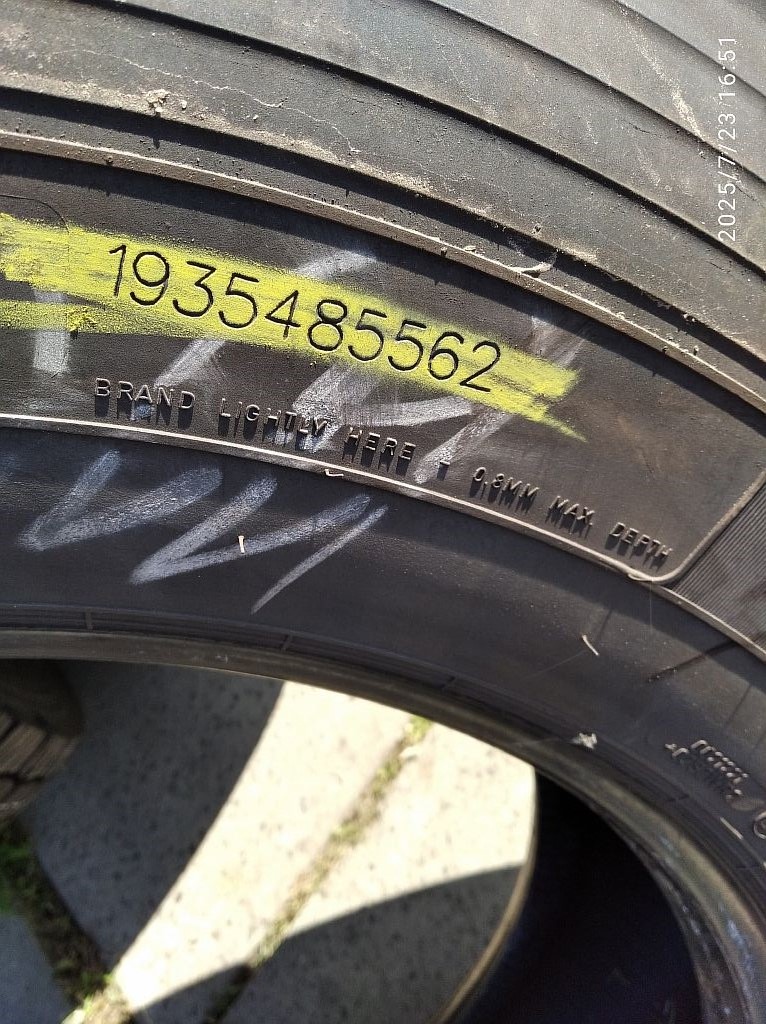 2025/7/23 16:51
1935485562
BRAND LIGHTLY HERE - 0,8MM MAX. DEPTH